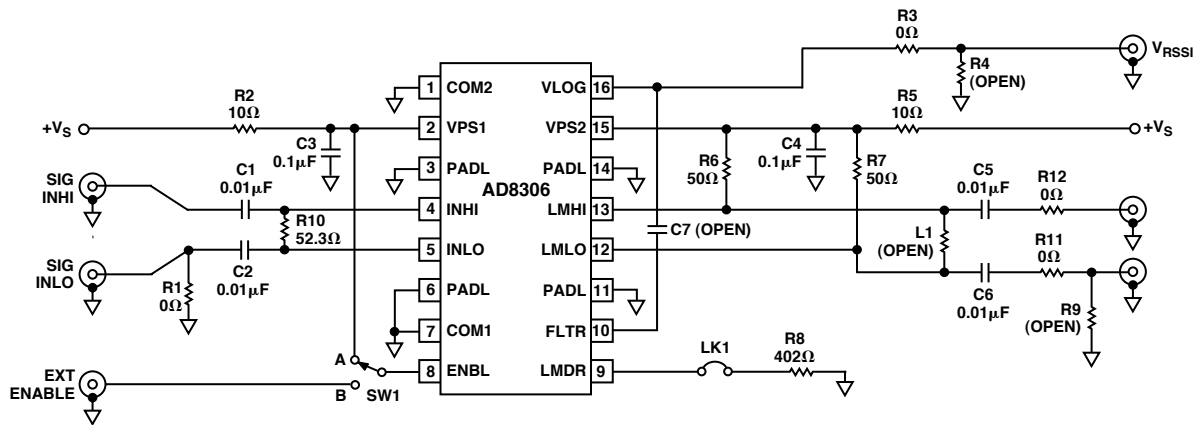 R3
0Ω
VRSSI
R4
(OPEN)
1 COM2
VLOG 16
R2
10Ω
R5
10Ω
+VS
2 VPS1
VPS2 15
+VS
C3
0.1μF
R6
50Ω
C4
0.1μF
R7
50Ω
3 PADL
PADL 14
AD8306
SIG
INHI
C1
0.01μF
C5
0.01μF
R12
0Ω
4 INHI
LMHI 13
R10
52.3Ω
C7 (OPEN)
L1
(OPEN)
5 INLO
LMLO 12
R11
0Ω
SIG
INLO
C2
0.01μF
C6
0.01μF
R1
0Ω
6 PADL
PADL 11
R9
(OPEN)
7 COM1
FLTR 10
A
LK1
R8
402Ω
8 ENBL
LMDR 9
EXT
ENABLE
B
SW1